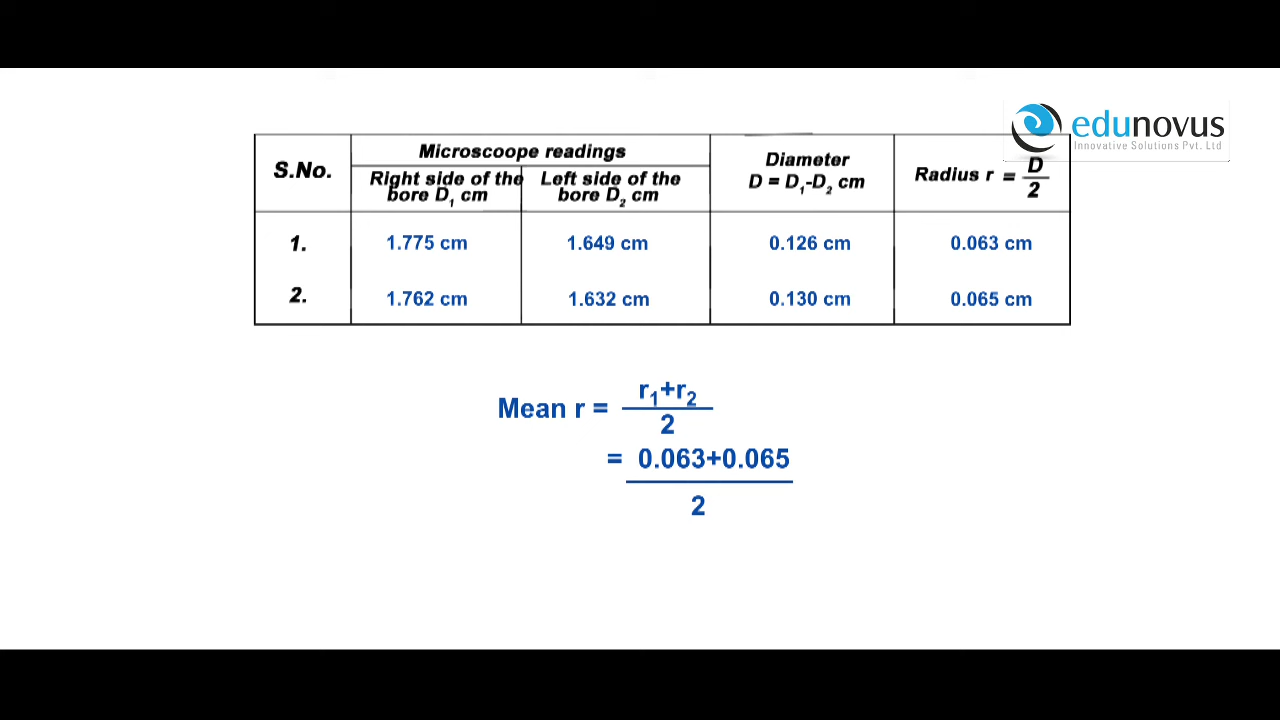 edunovus
Innovative Solutions Pvt. Ltd
S.No.
Microscoope readings
Right side of the
bore D1 cm
Left side of the
bore D2 cm
Diameter
D = D1-D2 cm
Radius r = D
2
1.
1.775 cm
1.649 cm
0.126 cm
0.063 cm
2.
1.762 cm
1.632 cm
0.130 cm
0.065 cm
r1+r2
Mean r =
2
= 0.063+0.065
2